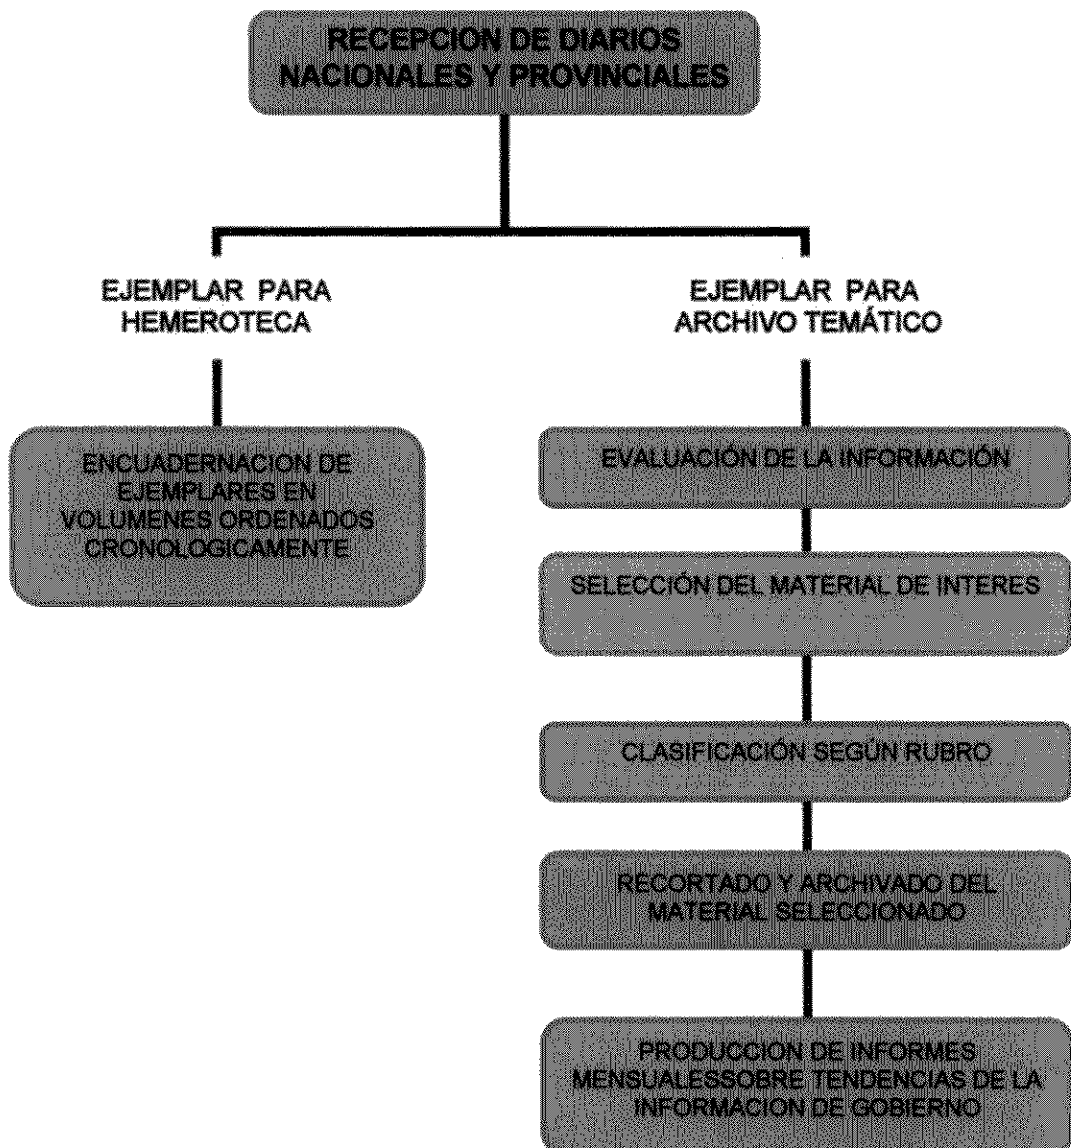 RECEPCION DE DIARIOS
NACIONALES Y PROVINCIALES
EJEMPLAR PARA
HEMEROTECA
EJEMPLAR PARA
ARCHIVO TEMÁTICO
ENCUADERNACION DE
EJEMPLARES EN
VOLUMENES ORDENADOS
CRONOLOGICAMENTE
EVALUACIÓN DE LA INFORMACIÓN
SELECCIÓN DEL MATERIAL DE INTERES
CLASIFICACIÓN SEGÚN RUBRO
RECORTADO Y ARCHIVADO DEL
MATERIAL SELECCIONADO
PRODUCCION DE INFORMES
MENSUALESSOBRE TENDENCIAS DE LA
INFORMACION DE GOBIERNO